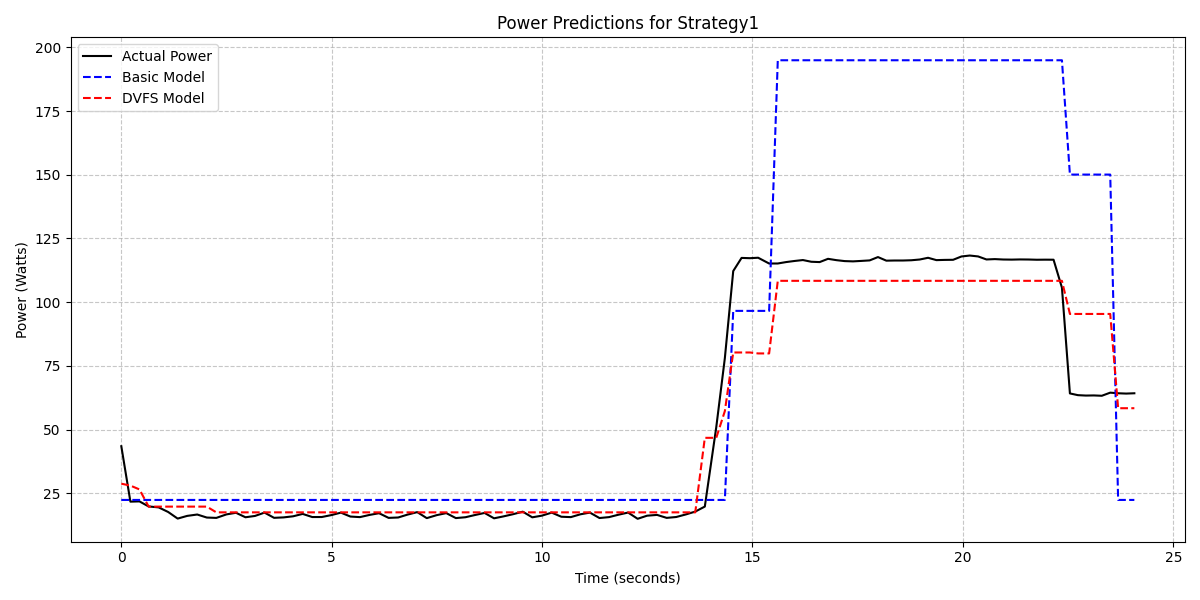 Power Predictions for Strategy1
Actual Power
Basic Model
DVFS Model
Power (Watts)
200
175
150
125
100
75
50
25
0
5
10
15
20
25
Time (seconds)